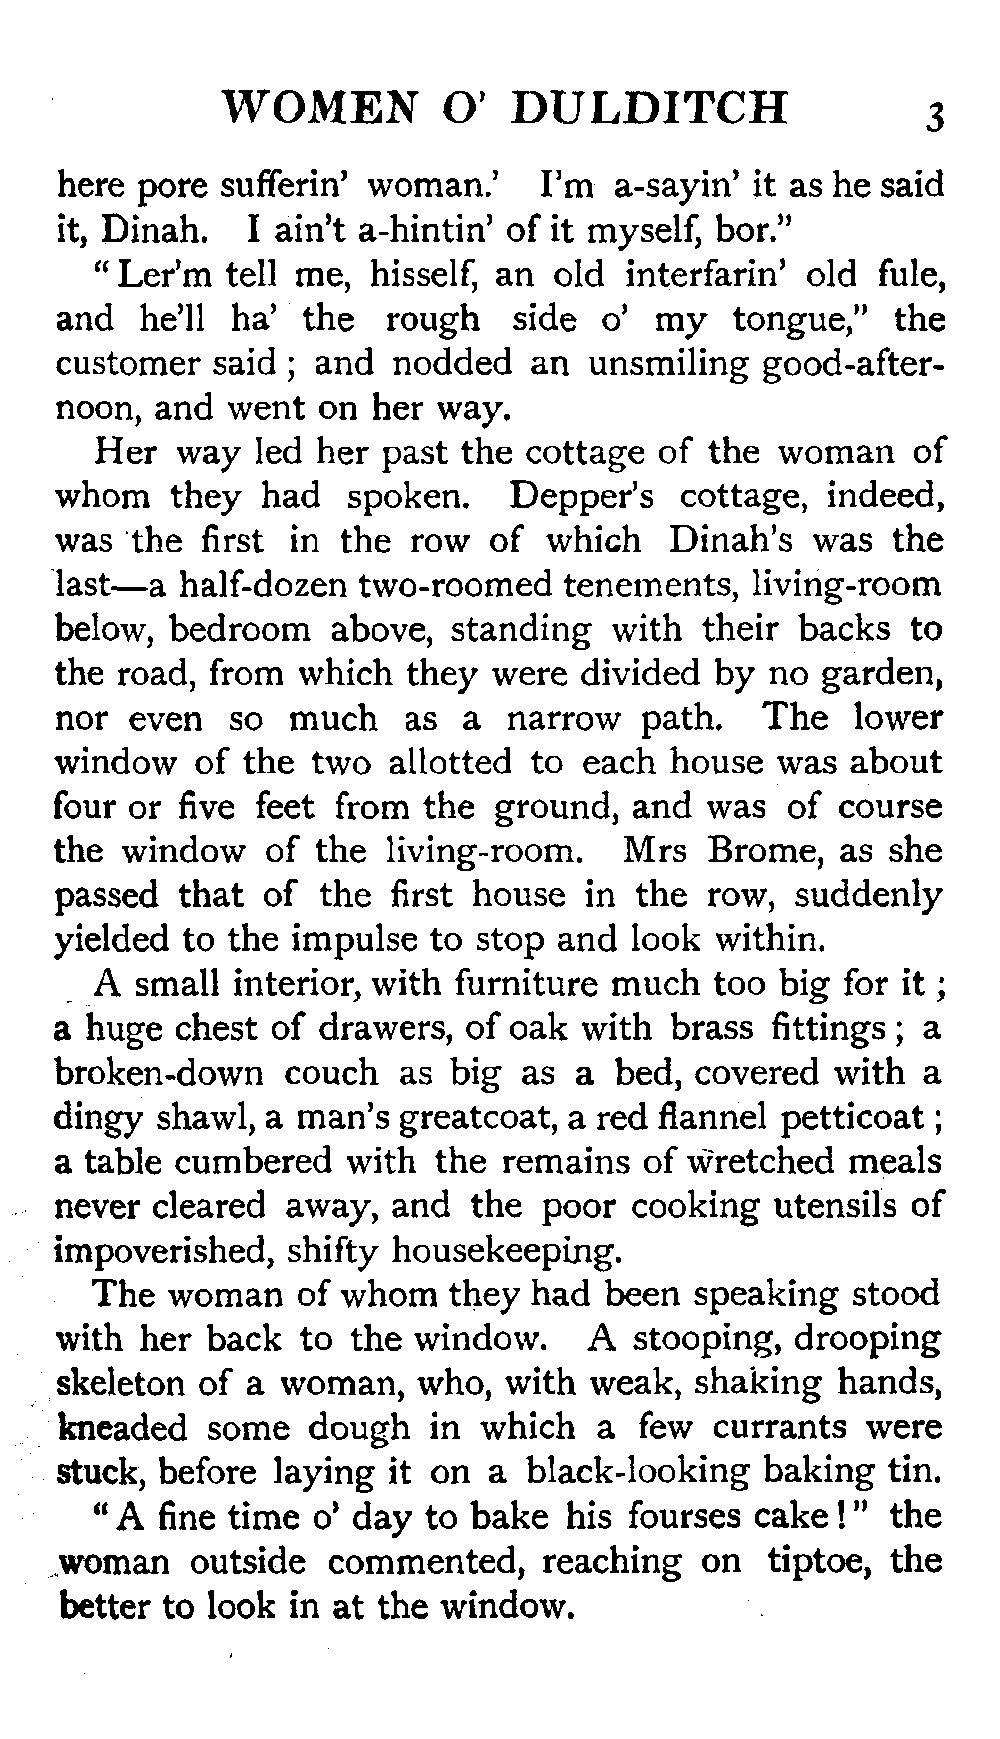 WOMEN O' DULDITCH 3
here pore sufferin' woman.' I'm a-sayin' it as he said
it, Dinah. I ain't a-hintin' of it myself, bor."
"Ler'm tell me, hisself, an old interfarin' old fule,
and he'll ha' the rough side o' my tongue," the
customer said ; and nodded an unsmiling good-after-
noon, and went on her way.
Her way led her past the cottage of the woman of
whom they had spoken. Depper's cottage, indeed,
was the first in the row of which Dinah's was the
last—a half-dozen two-roomed tenements, living-room
below, bedroom above, standing with their backs to
the road, from which they were divided by no garden,
nor even so much as a narrow path. The lower
window of the two allotted to each house was about
four or five feet from the ground, and was of course
the window of the living-room. Mrs Brome, as she
passed that of the first house in the row, suddenly
yielded to the impulse to stop and look within.
A small interior, with furniture much too big for it ;
a huge chest of drawers, of oak with brass fittings ; a
broken-down couch as big as a bed, covered with a
dingy shawl, a man's greatcoat, a red flannel petticoat ;
a table cumbered with the remains of wretched meals
never cleared away, and the poor cooking utensils of
impoverished, shifty housekeeping.
The woman of whom they had been speaking stood
with her back to the window. A stooping, drooping
skeleton of a woman, who, with weak, shaking hands,
kneaded some dough in which a few currants were
stuck, before laying it on a black-looking baking tin.
"A fine time o' day to bake his fourses cake!" the
woman outside commented, reaching on tiptoe, the
better to look in at the window.